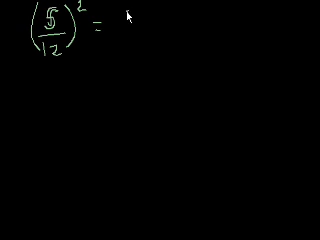 (5/12)² =